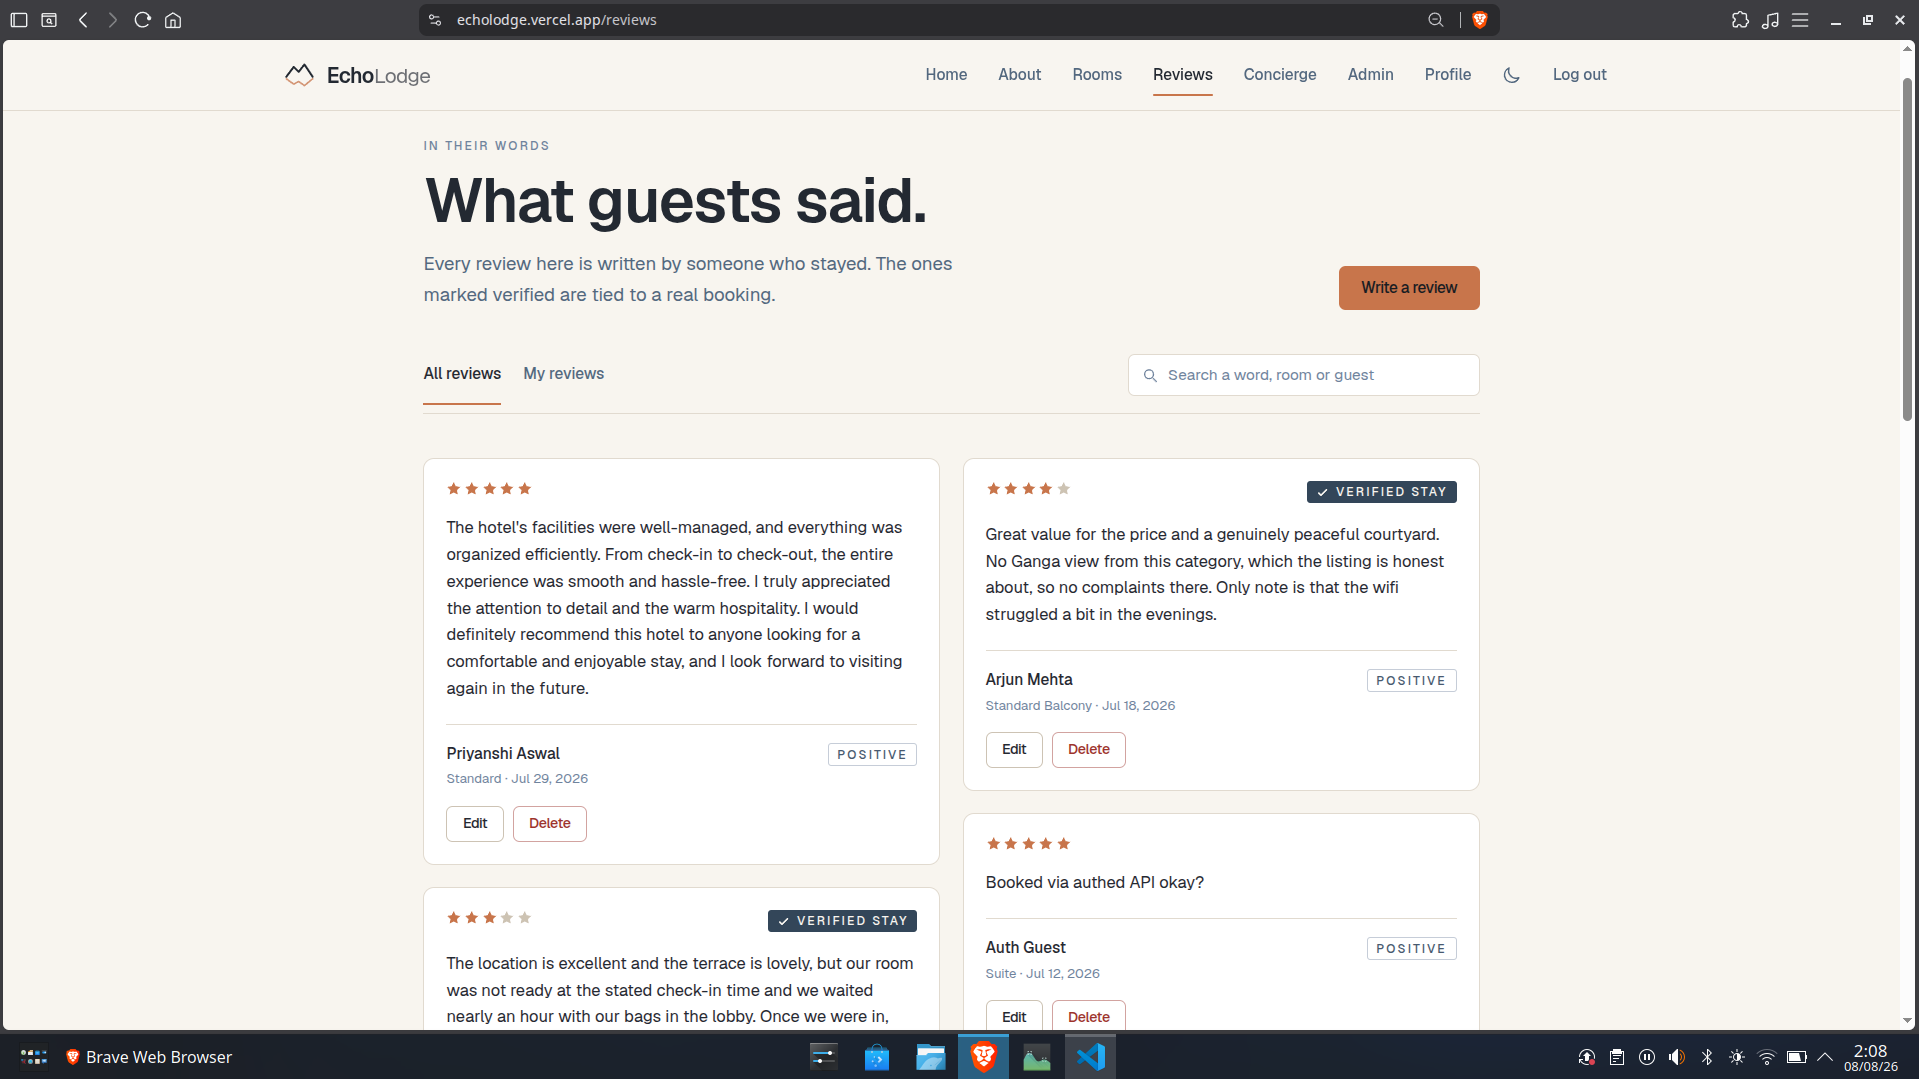 echolodge.vercel.app/reviews
EchoLodge
Home About Rooms Reviews Concierge Admin Profile Log out
IN THEIR WORDS
What guests said.
Every review here is written by someone who stayed. The ones
marked verified are tied to a real booking.
Write a review
All reviews My reviews
Search a word, room or guest
The hotel's facilities were well-managed, and everything was
organized efficiently. From check-in to check-out, the entire
experience was smooth and hassle-free. I truly appreciated
the attention to detail and the warm hospitality. I would
definitely recommend this hotel to anyone looking for a
comfortable and enjoyable stay, and I look forward to visiting
again in the future.
Priyanshi Aswal
POSITIVE
Standard · Jul 29, 2026
Edit Delete
VERIFIED STAY
Great value for the price and a genuinely peaceful courtyard.
No Ganga view from this category, which the listing is honest
about, so no complaints there. Only note is that the wifi
struggled a bit in the evenings.
Arjun Mehta
POSITIVE
Standard Balcony · Jul 18, 2026
Edit Delete
VERIFIED STAY
The location is excellent and the terrace is lovely, but our room
was not ready at the stated check-in time and we waited
nearly an hour with our bags in the lobby. Once we were in,
Booked via authed API okay?
Auth Guest
POSITIVE
Suite · Jul 12, 2026
Edit Delete
Brave Web Browser
2:08
08/08/26